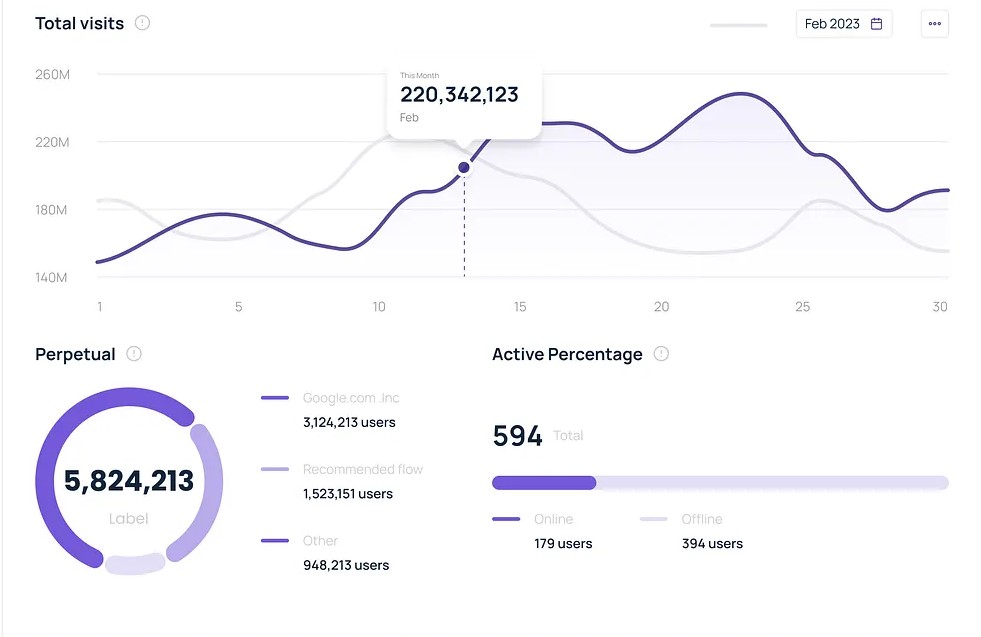 Total visits
Feb 2023
260M
This Month
220,342,123
Feb
220M
180M
140M
1 5 10 15 20 25 30
Perpetual
Active Percentage
Google.com .Inc
3,124,213 users
Recommended flow
1,523,151 users
Other
948,213 users
5,824,213
Label
594 Total
Online
179 users
Offline
394 users